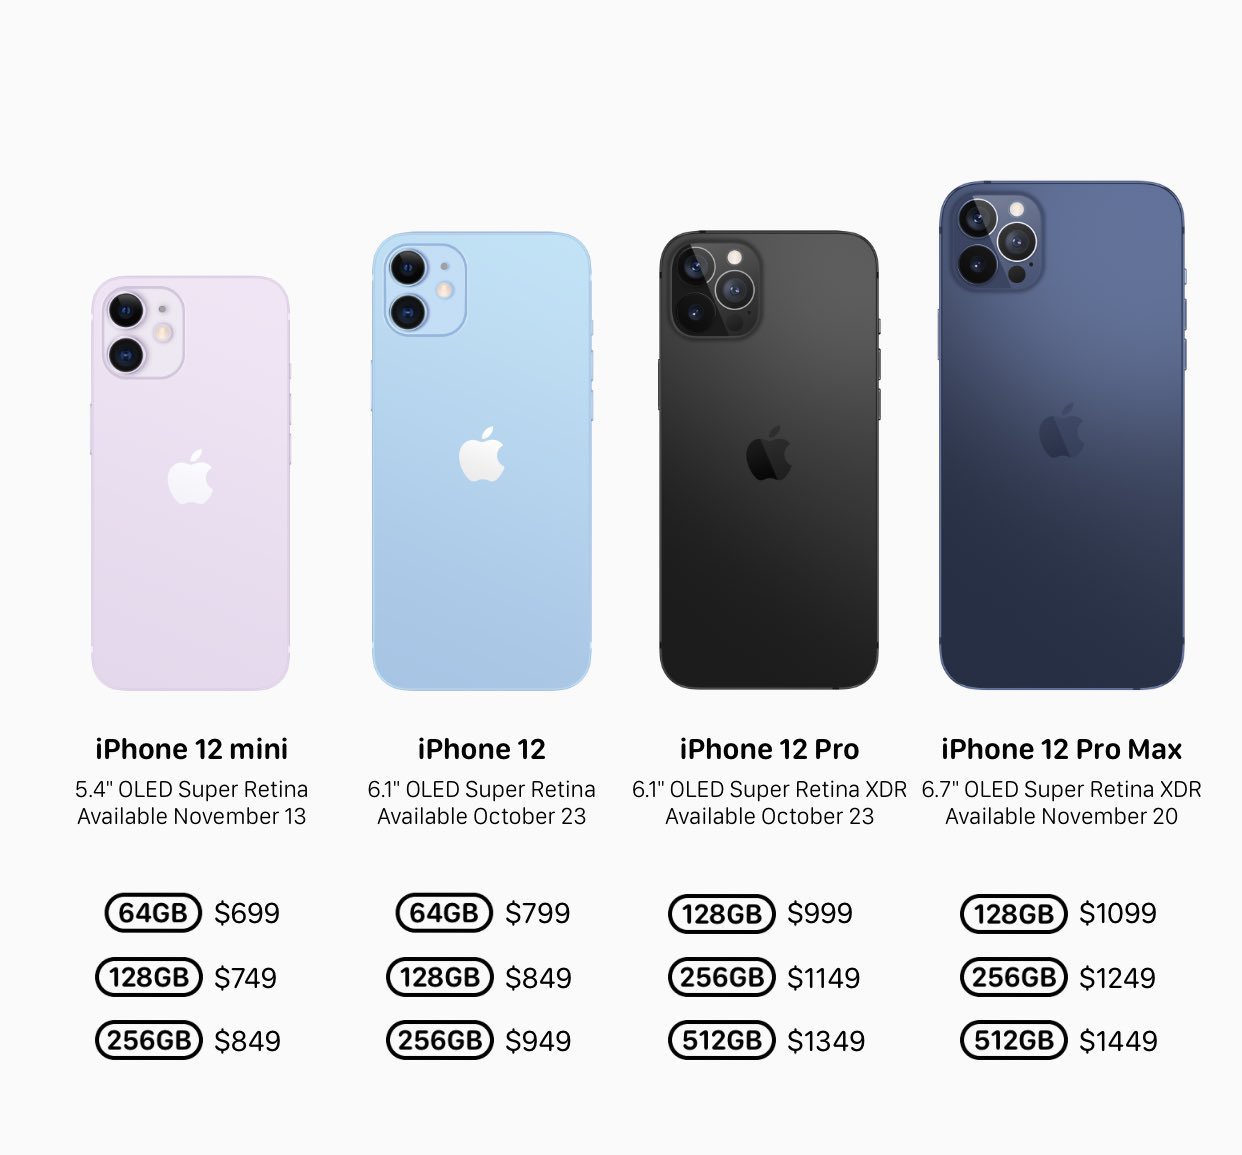 iPhone 12 mini
5.4" OLED Super Retina
Available November 13
64GB $699
128GB $749
256GB $849
iPhone 12
6.1" OLED Super Retina
Available October 23
64GB $799
128GB $849
256GB $949
iPhone 12 Pro
6.1" OLED Super Retina XDR
Available October 23
128GB $999
256GB $1149
512GB $1349
iPhone 12 Pro Max
6.7" OLED Super Retina XDR
Available November 20
128GB $1099
256GB $1249
512GB $1449